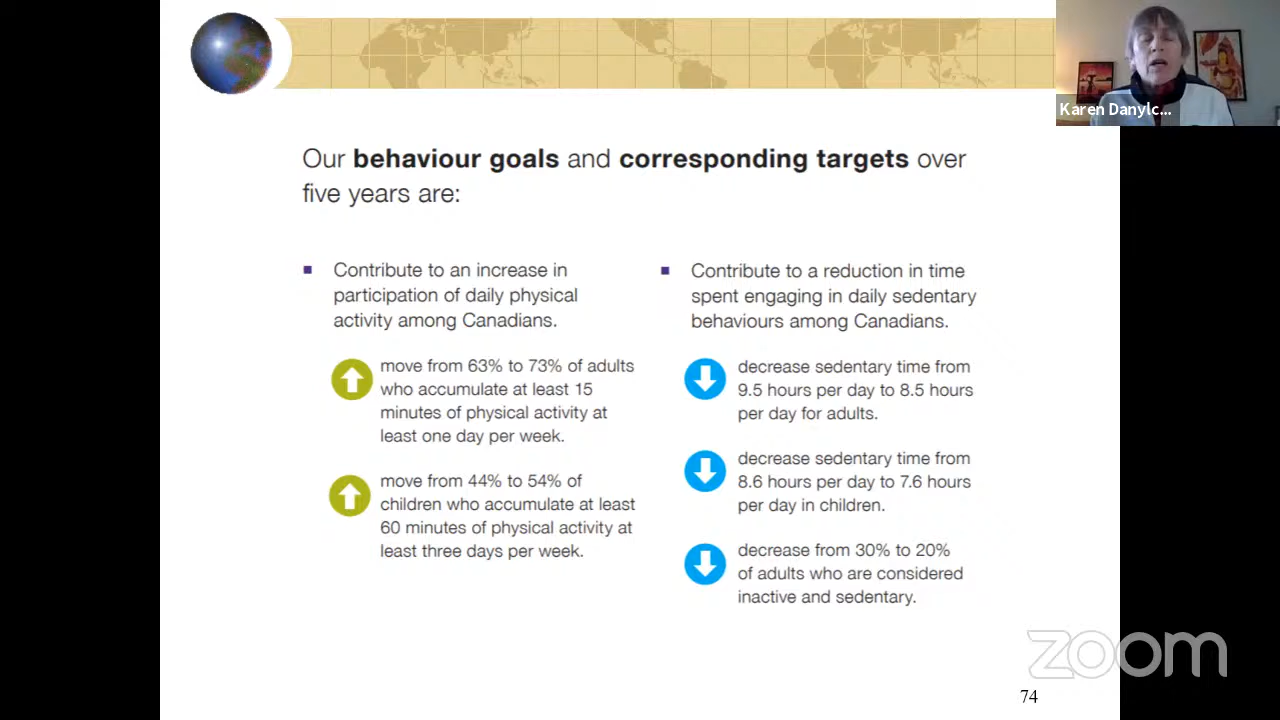 Karen Danylc...
Our behaviour goals and corresponding targets over
five years are:
Contribute to an increase in
participation of daily physical
activity among Canadians.
move from 63% to 73% of adults
who accumulate at least 15
minutes of physical activity at
least one day per week.
move from 44% to 54% of
children who accumulate at least
60 minutes of physical activity at
least three days per week.
Contribute to a reduction in time
spent engaging in daily sedentary
behaviours among Canadians.
decrease sedentary time from
9.5 hours per day to 8.5 hours
per day for adults.
decrease sedentary time from
8.6 hours per day to 7.6 hours
per day in children.
decrease from 30% to 20%
of adults who are considered
inactive and sedentary.
zoom
74